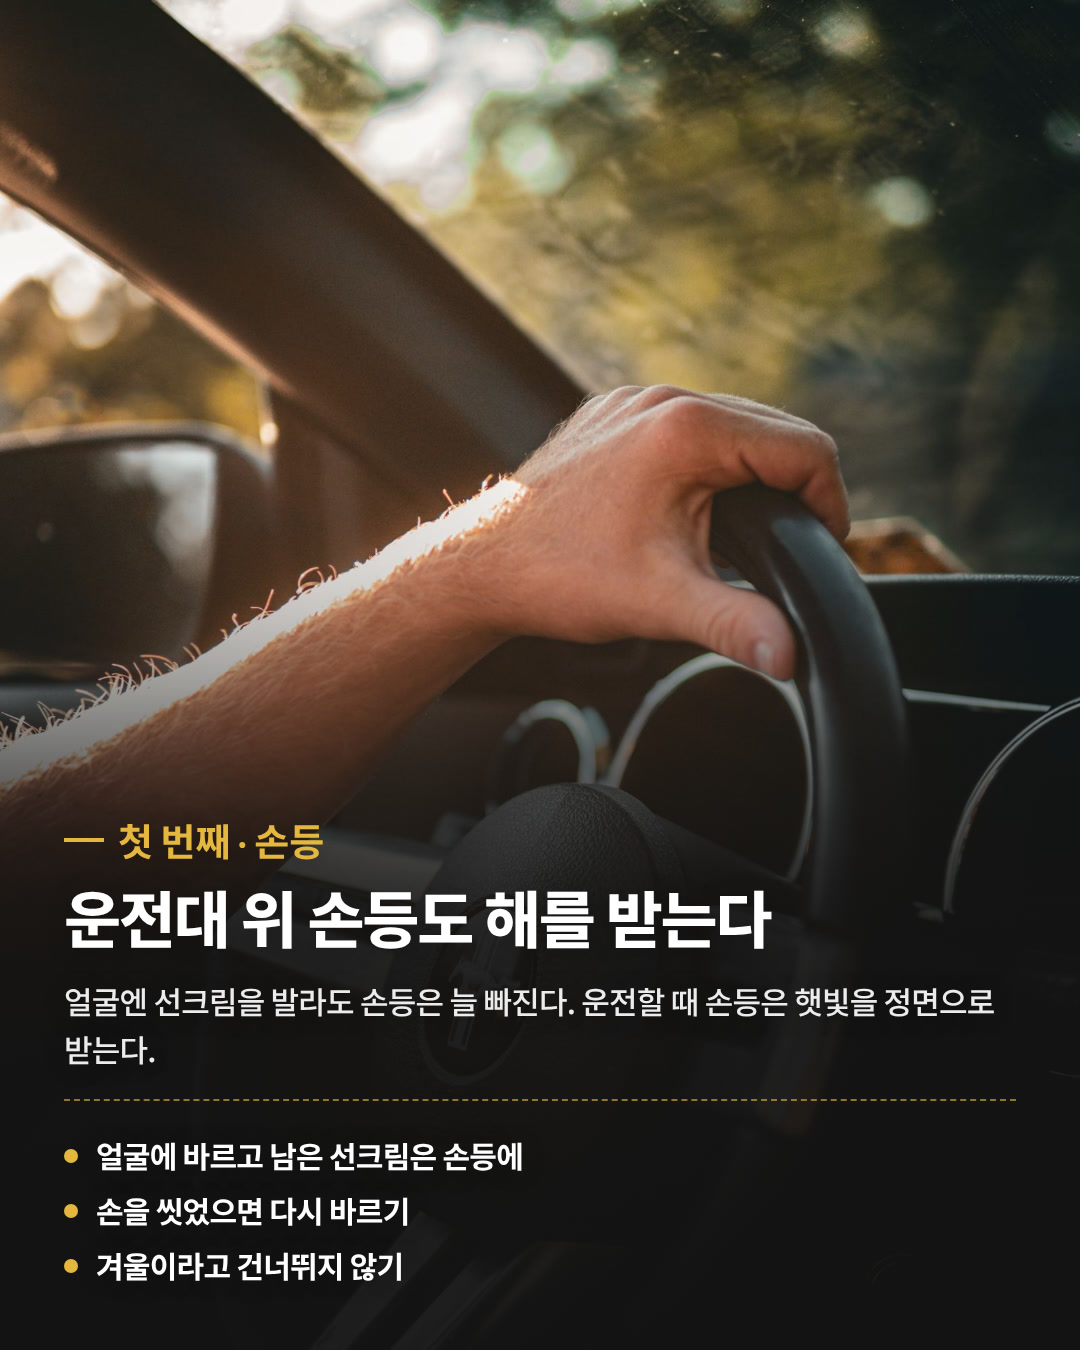 첫 번째 · 손등
운전대 위 손등도 해를 받는다
얼굴엔 선크림을 발라도 손등은 늘 빠진다. 운전할 때 손등은 햇빛을 정면으로
받는다.
얼굴에 바르고 남은 선크림은 손등에
손을 씻었으면 다시 바르기
겨울이라고 건너뛰지 않기